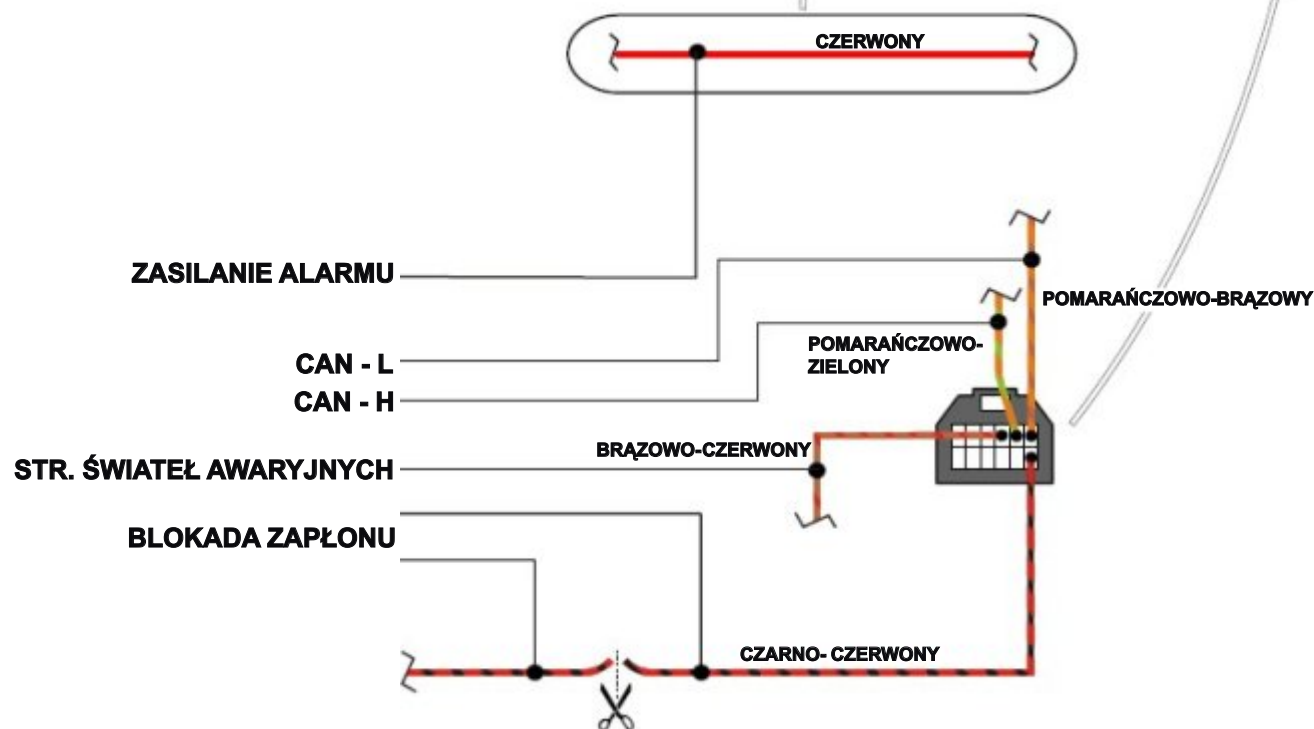 CZERWONY
ZASILANIE ALARMU
POMARAŃCZOWO-BRĄZOWY
POMARAŃCZOWO-
ZIELONY
CAN - L
CAN - H
BRĄZOWO-CZERWONY
STR. ŚWIATEŁ AWARYJNYCH
BLOKADA ZAPŁONU
CZARNO- CZERWONY